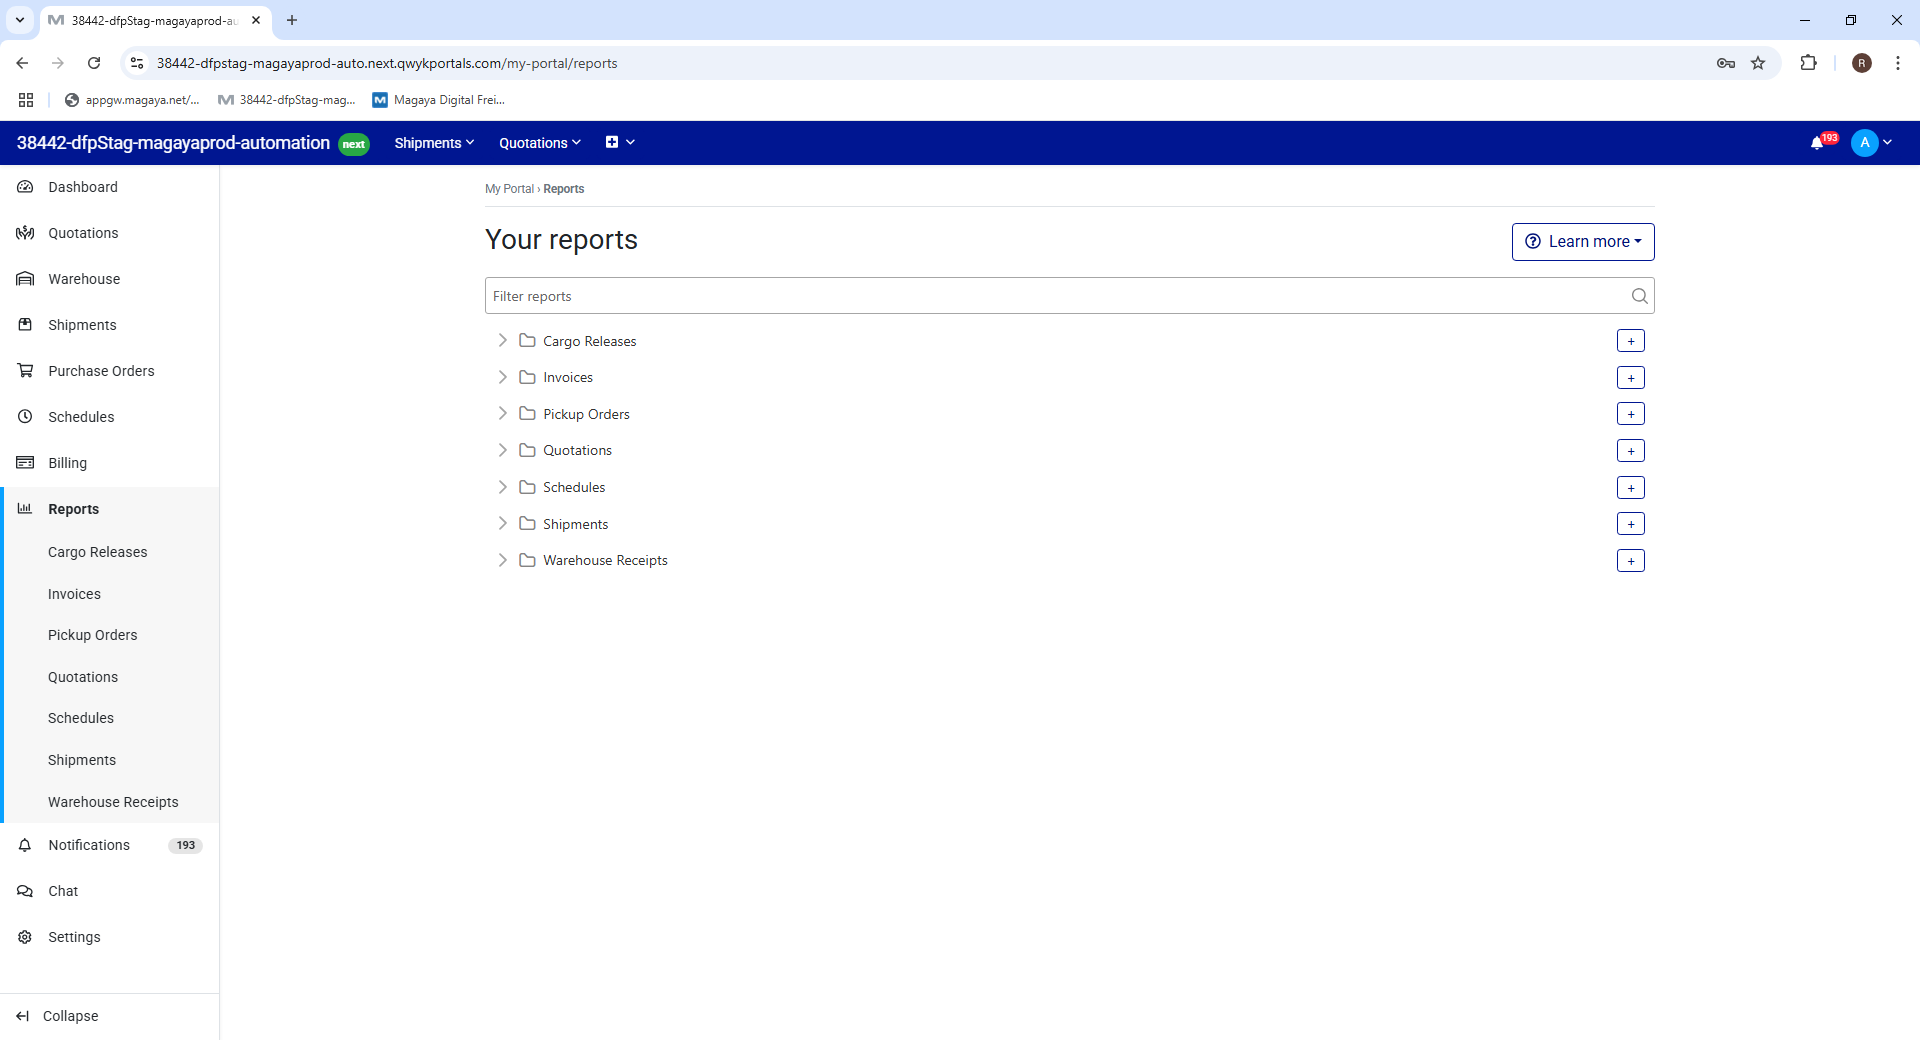 38442-dfpStag-magayaprod-au
38442-dfpstag-magayaprod-auto.next.qwykportals.com/my-portal/reports
R
appgw.magaya.net/...
38442-dfpStag-mag...
Magaya Digital Frei...
38442-dfpStag-magayaprod-automation
next
Shipments
Quotations
193
A
Dashboard
Quotations
Warehouse
Shipments
Purchase Orders
Schedules
Billing
Reports
Cargo Releases
Invoices
Pickup Orders
Quotations
Schedules
Shipments
Warehouse Receipts
Notifications
193
Chat
Settings
Collapse
My Portal › Reports
Your reports
Learn more
Filter reports
Cargo Releases
+
Invoices
+
Pickup Orders
+
Quotations
+
Schedules
+
Shipments
+
Warehouse Receipts
+